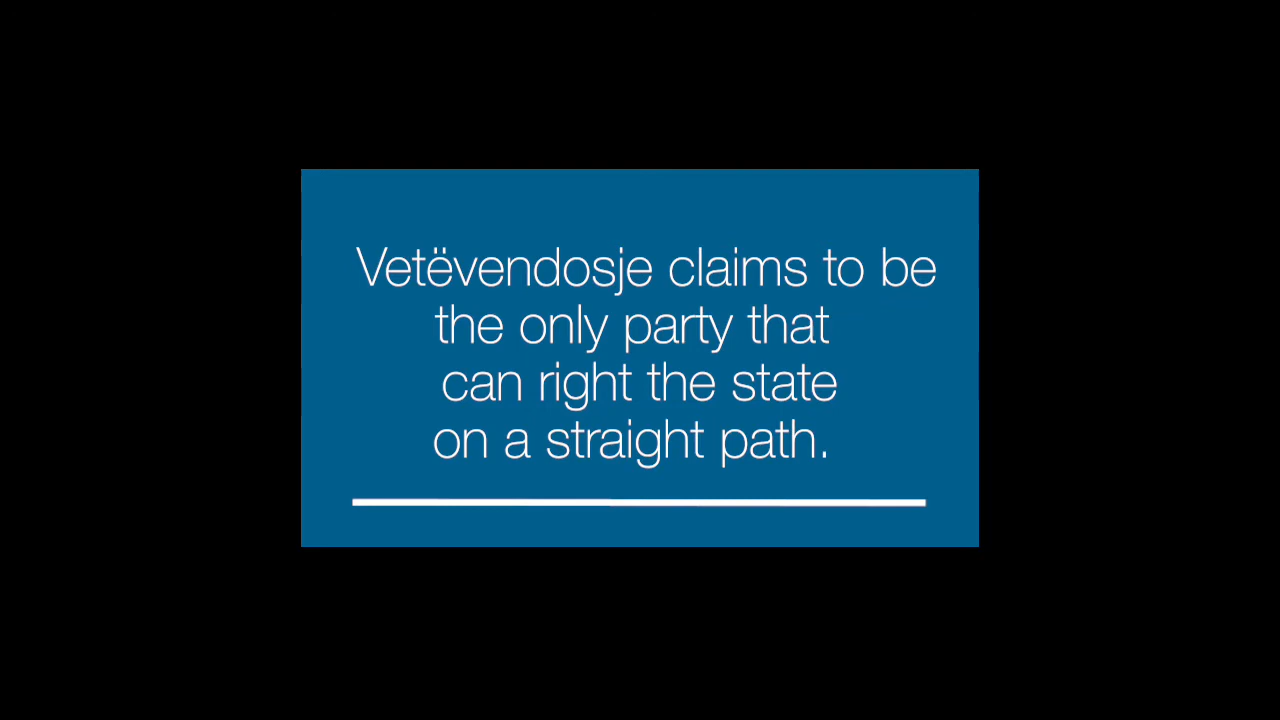 Vetëvendosje claims to be
the only party that
can right the state
on a straight path.